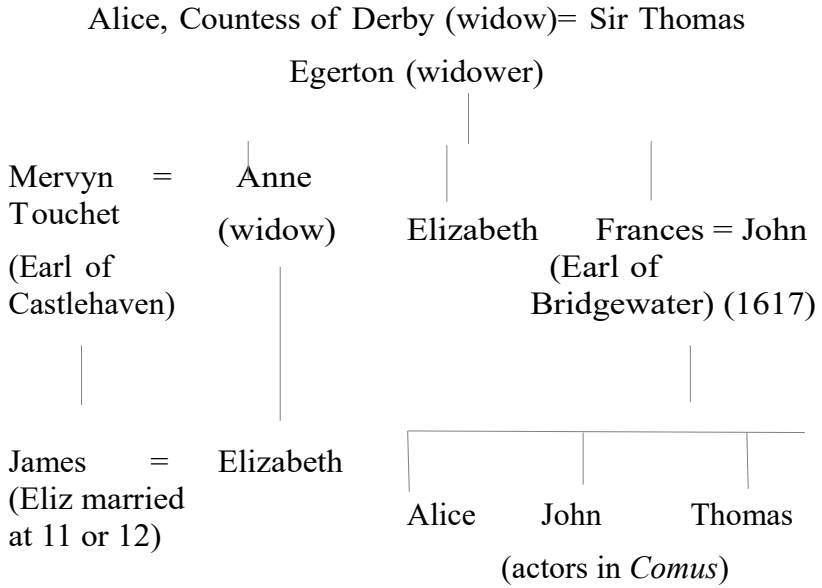 Alice, Countess of Derby (widow)= Sir Thomas
Egerton (widower)
Mervyn = Anne
Touchet
(widow) Elizabeth Frances = John
(Earl of
Castlehaven)
(Earl of
Bridgewater) (1617)
James = Elizabeth
(Eliz married
at 11 or 12)
Alice John Thomas
(actors in Comus)